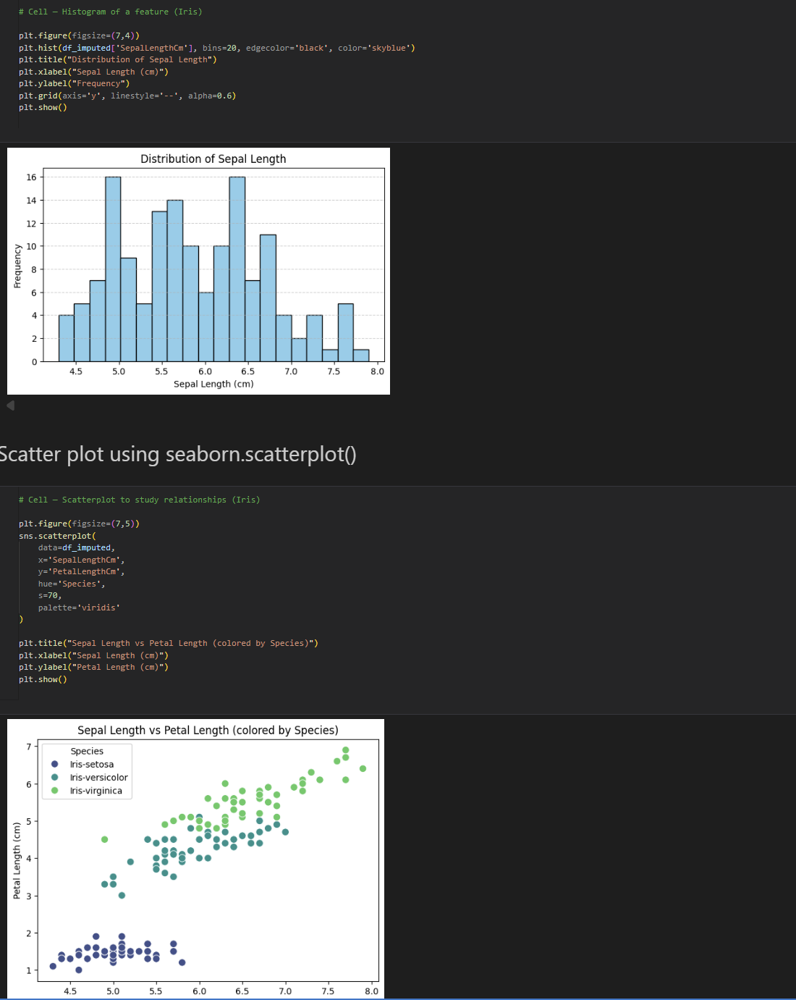 # Cell — Histogram of a feature (Iris)
plt.figure(figsize=(7,4))
plt.hist(df_imputed['SepalLengthCm'], bins=20, edgecolor='black', color='skyblue')
plt.title("Distribution of Sepal Length")
plt.xlabel("Sepal Length (cm)")
plt.ylabel("Frequency")
plt.grid(axis='y', linestyle='--', alpha=0.6)
plt.show()
Distribution of Sepal Length
16
14
12
10
8
6
4
2
0
Frequency
4.5 5.0 5.5 6.0 6.5 7.0 7.5 8.0
Sepal Length (cm)
Scatter plot using seaborn.scatterplot()
# Cell — Scatterplot to study relationships (Iris)
plt.figure(figsize=(7,5))
sns.scatterplot(
    data=df_imputed,
    x='SepalLengthCm',
    y='PetalLengthCm',
    hue='Species',
    s=70,
    palette='viridis'
)
plt.title("Sepal Length vs Petal Length (colored by Species)")
plt.xlabel("Sepal Length (cm)")
plt.ylabel("Petal Length (cm)")
plt.show()
Sepal Length vs Petal Length (colored by Species)
Species
Iris-setosa
Iris-versicolor
Iris-virginica
7
6
5
4
3
2
1
Petal Length (cm)
4.5 5.0 5.5 6.0 6.5 7.0 7.5 8.0